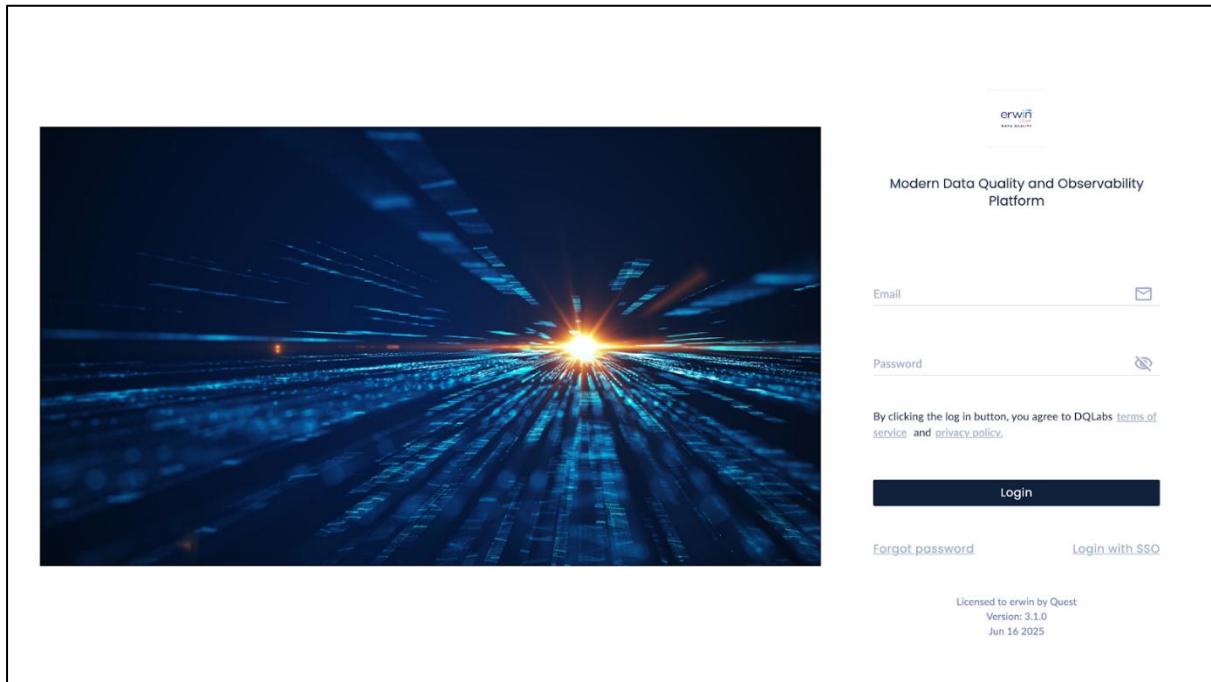 erwin
DATA QUALITY
Modern Data Quality and Observability
Platform
Email
Password
By clicking the log in button, you agree to DQLabs terms of
service and privacy policy.
Login
Forgot password
Login with SSO
Licensed to erwin by Quest
Version: 3.1.0
Jun 16 2025